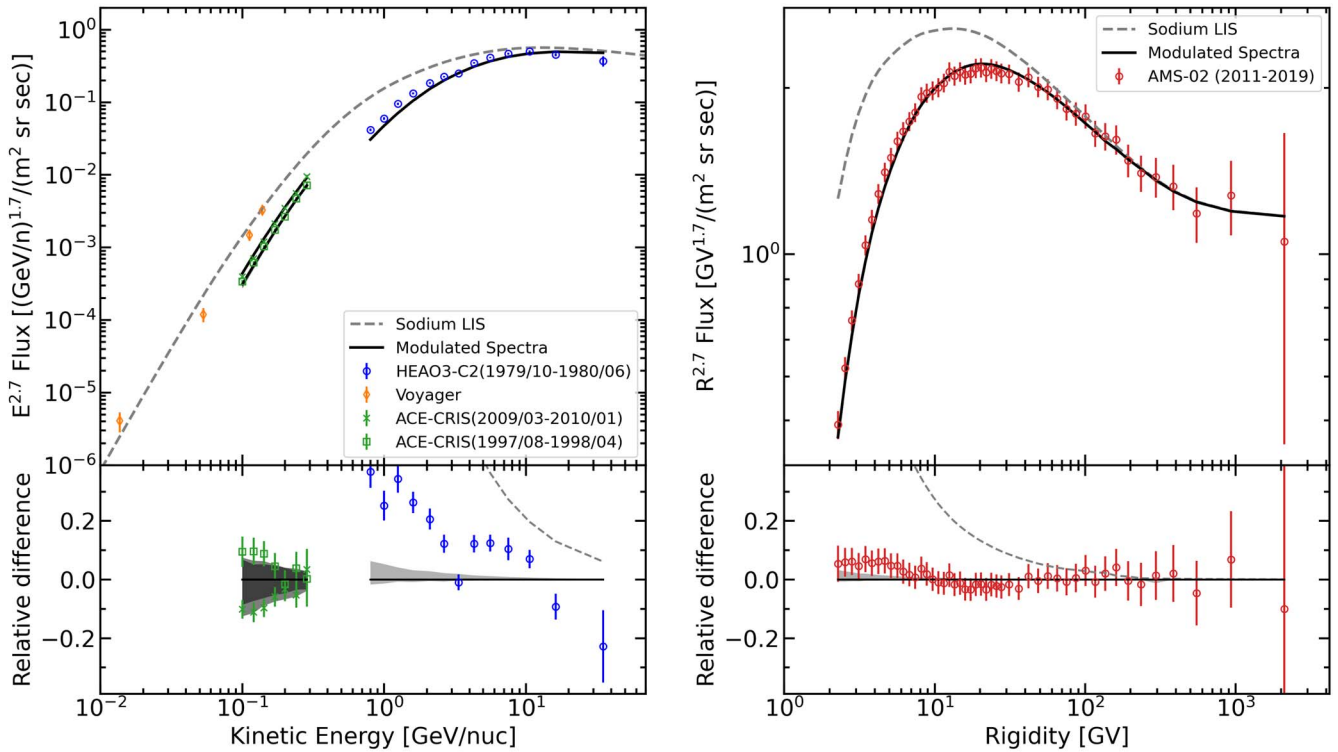 E^2.7 Flux [(GeV/n)^1.7/(m^2 sr sec)]
10^0
10^−1
10^−2
10^−3
10^−4
10^−5
10^−6
Sodium LIS
Modulated Spectra
HEAO3-C2(1979/10-1980/06)
Voyager
ACE-CRIS(2009/03-2010/01)
ACE-CRIS(1997/08-1998/04)
Relative difference
0.2
0.0
−0.2
10^−2
10^−1
10^0
10^1
Kinetic Energy [GeV/nuc]
R^2.7 Flux [GV^1.7/(m^2 sr sec)]
10^0
Sodium LIS
Modulated Spectra
AMS-02 (2011-2019)
Relative difference
0.2
0.0
−0.2
10^0
10^1
10^2
10^3
Rigidity [GV]